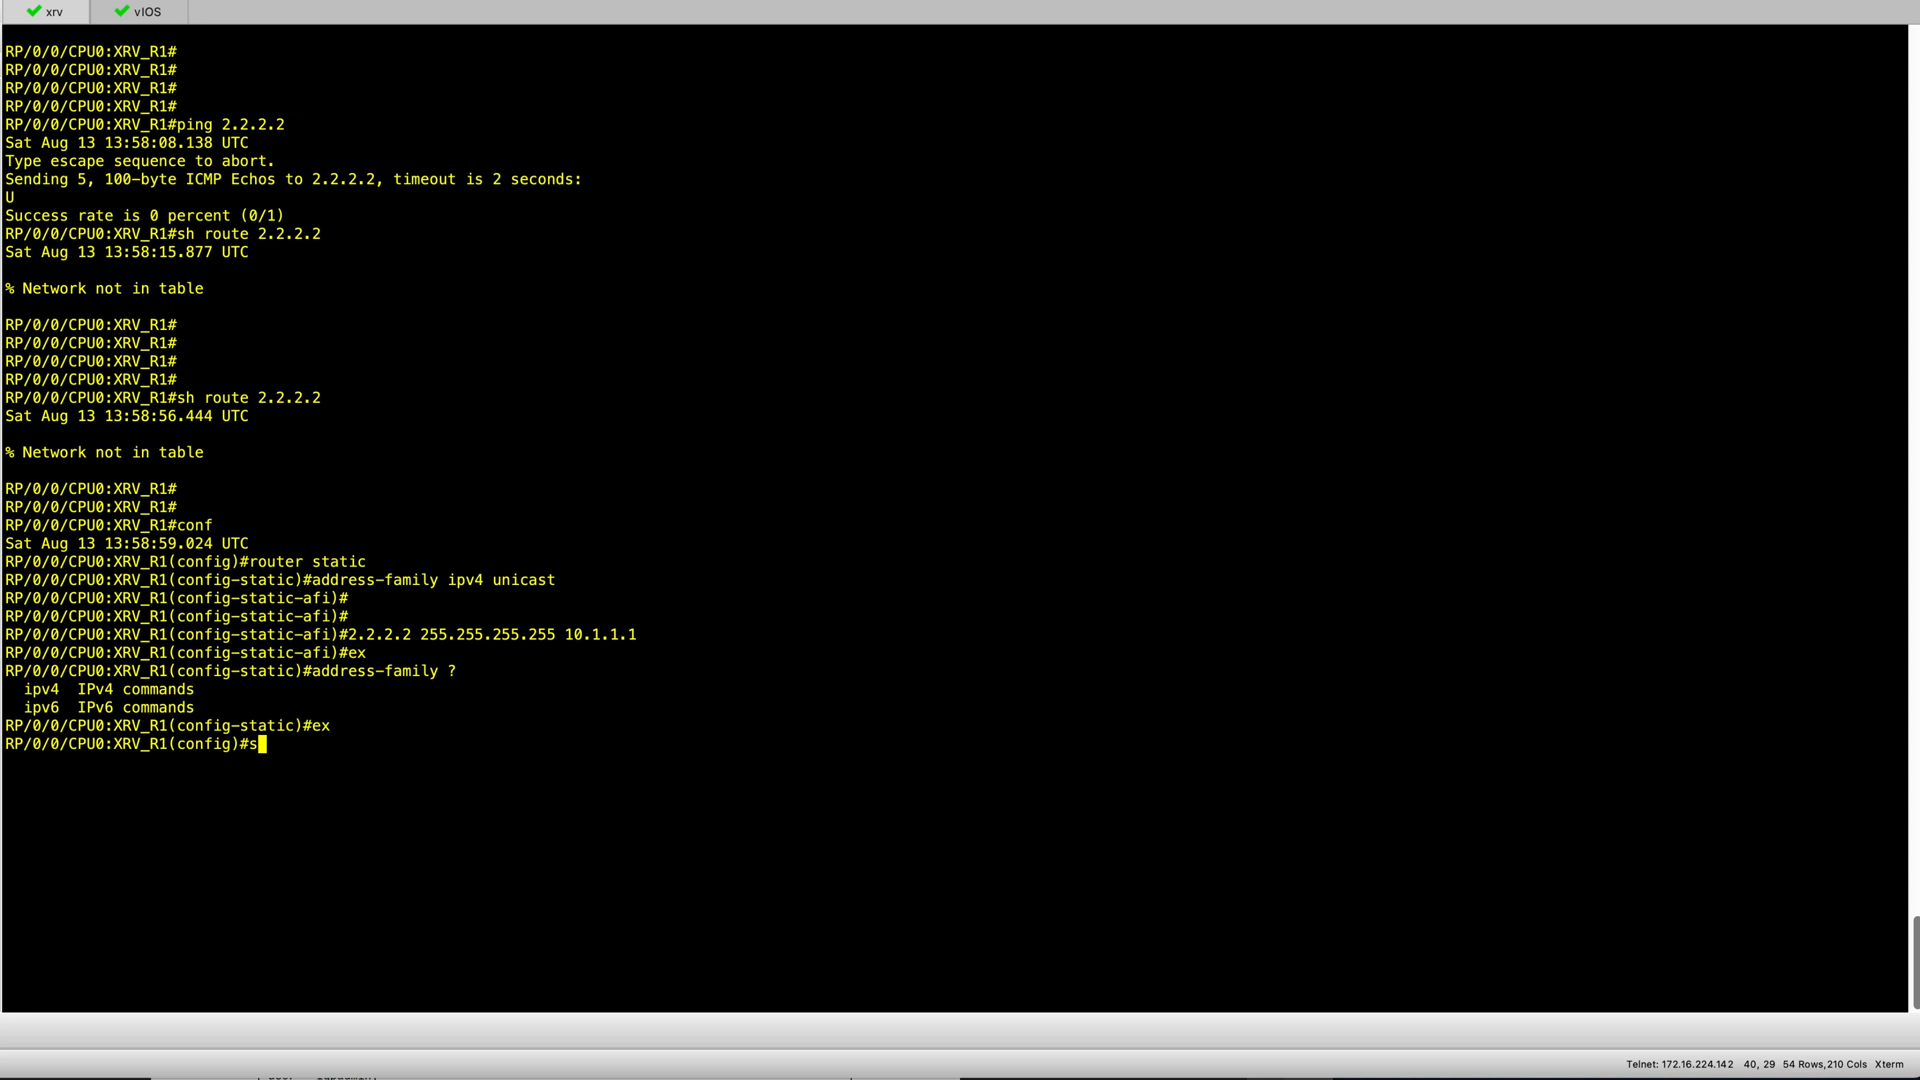 xrv
vIOS
RP/0/0/CPU0:XRV_R1#
RP/0/0/CPU0:XRV_R1#
RP/0/0/CPU0:XRV_R1#
RP/0/0/CPU0:XRV_R1#
RP/0/0/CPU0:XRV_R1#ping 2.2.2.2
Sat Aug 13 13:58:08.138 UTC
Type escape sequence to abort.
Sending 5, 100-byte ICMP Echos to 2.2.2.2, timeout is 2 seconds:
U
Success rate is 0 percent (0/1)
RP/0/0/CPU0:XRV_R1#sh route 2.2.2.2
Sat Aug 13 13:58:15.877 UTC
% Network not in table
RP/0/0/CPU0:XRV_R1#
RP/0/0/CPU0:XRV_R1#
RP/0/0/CPU0:XRV_R1#
RP/0/0/CPU0:XRV_R1#
RP/0/0/CPU0:XRV_R1#sh route 2.2.2.2
Sat Aug 13 13:58:56.444 UTC
% Network not in table
RP/0/0/CPU0:XRV_R1#
RP/0/0/CPU0:XRV_R1#
RP/0/0/CPU0:XRV_R1#conf
Sat Aug 13 13:58:59.024 UTC
RP/0/0/CPU0:XRV_R1(config)#router static
RP/0/0/CPU0:XRV_R1(config-static)#address-family ipv4 unicast
RP/0/0/CPU0:XRV_R1(config-static-afi)#
RP/0/0/CPU0:XRV_R1(config-static-afi)#
RP/0/0/CPU0:XRV_R1(config-static-afi)#2.2.2.2 255.255.255.255 10.1.1.1
RP/0/0/CPU0:XRV_R1(config-static-afi)#ex
RP/0/0/CPU0:XRV_R1(config-static)#address-family ?
ipv4  IPv4 commands
ipv6  IPv6 commands
RP/0/0/CPU0:XRV_R1(config-static)#ex
RP/0/0/CPU0:XRV_R1(config)#s
Telnet: 172.16.224.142 40, 29 54 Rows,210 Cols Xterm